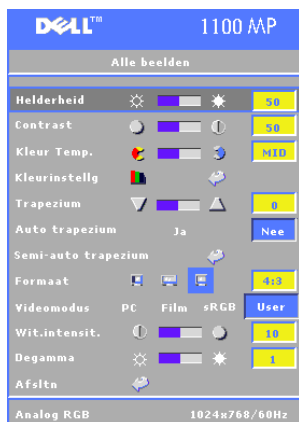 DELL™ 1100 MP
Alle beelden
Helderheid 50
Contrast 50
Kleur Temp. MID
Kleurinstellg
Trapezium 0
Auto trapezium Ja Nee
Semi-auto trapezium
Formaat 4:3
Videomodus PC Film sRGB User
Wit.intensit. 10
Degamma 1
Afsltn
Analog RGB 1024x768/60Hz